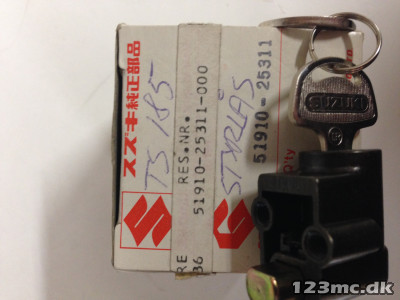 スズキ純正部品
TS 185
RE
RES.NR.
36
51910-25311-000
STYRLÅS
51910-25311
Q'ty
SUZUKI
123mc.dk